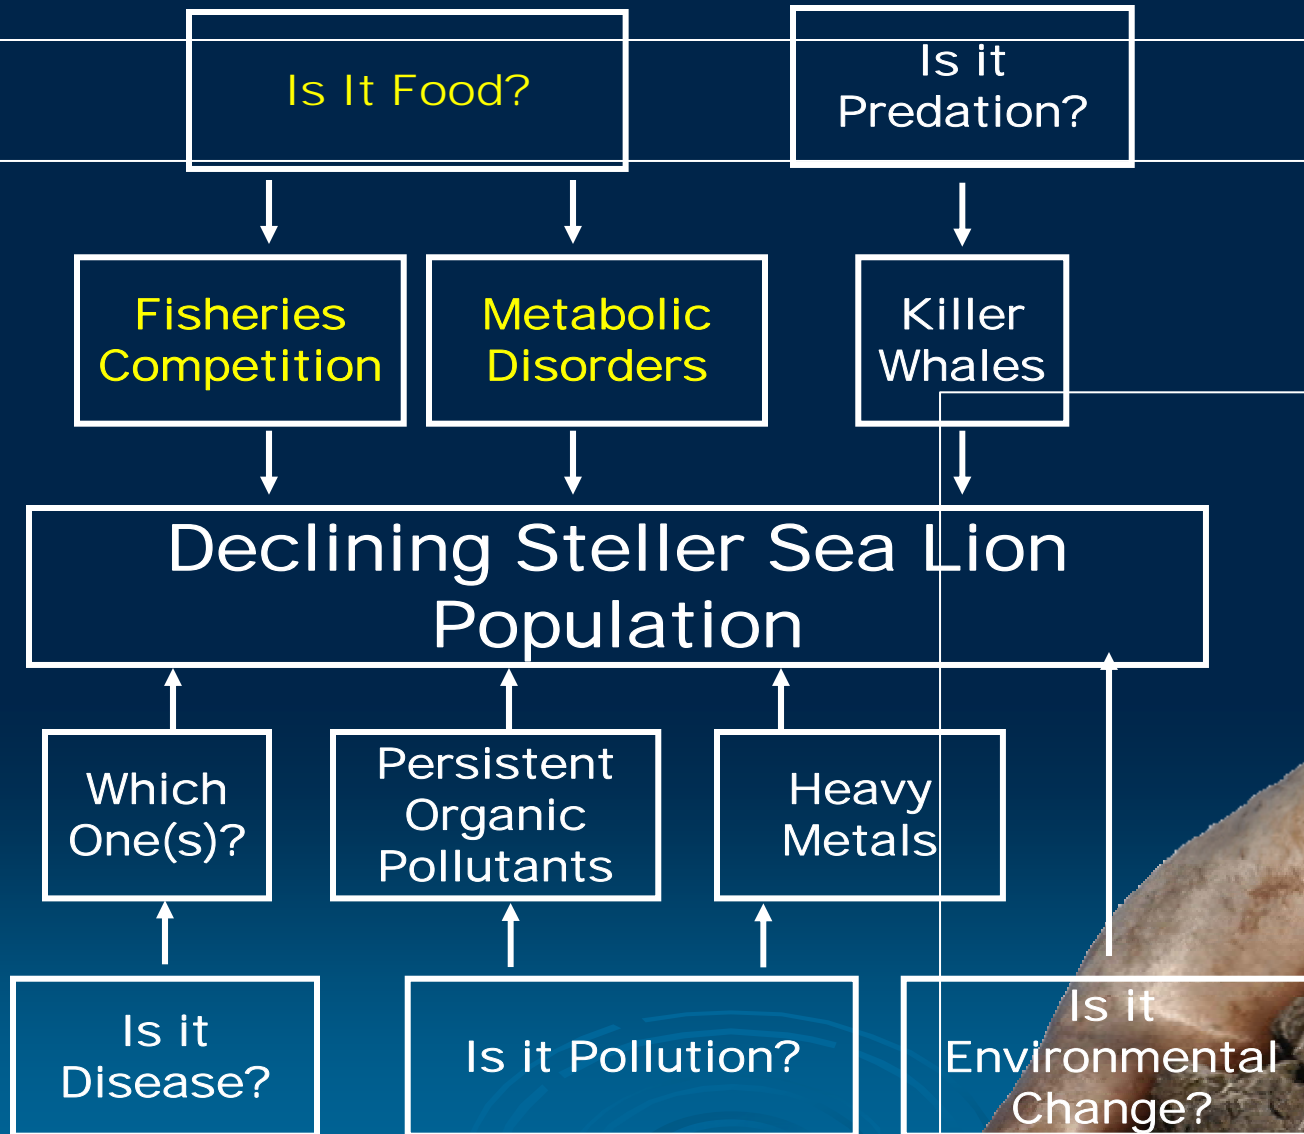 Is It Food?
Is it
Predation?
Fisheries
Competition
Metabolic
Disorders
Killer
Whales
Declining Steller Sea Lion
Population
Which
One(s)?
Persistent
Organic
Pollutants
Heavy
Metals
Is it
Disease?
Is it Pollution?
Is it
Environmental
Change?